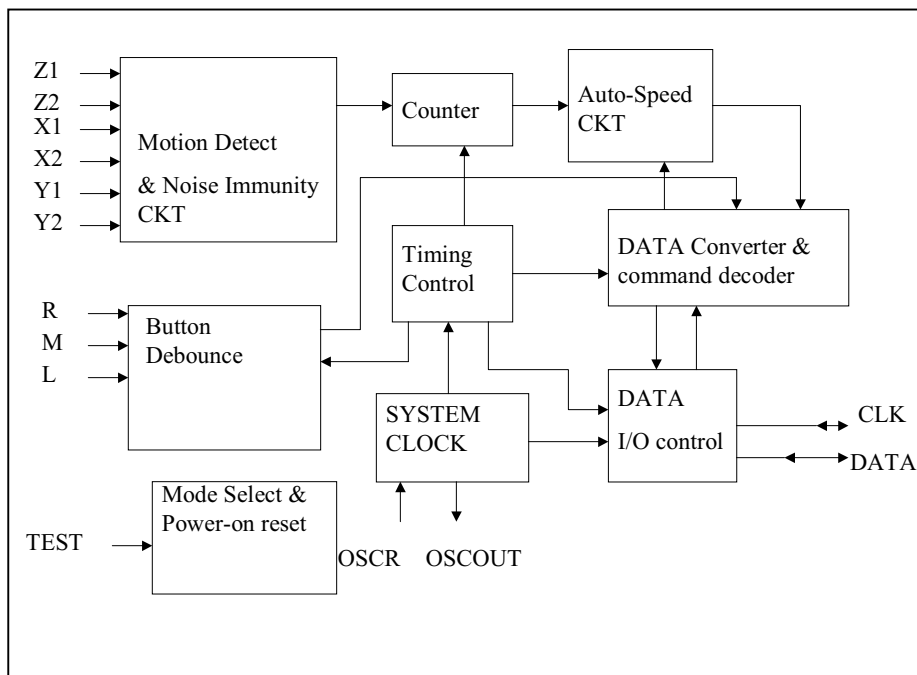 Z1
Z2
X1
X2
Y1
Y2
Motion Detect
& Noise Immunity
CKT
Counter
Auto-Speed
CKT
Timing
Control
DATA Converter &
command decoder
R
M
L
Button
Debounce
SYSTEM
CLOCK
DATA
I/O control
CLK
DATA
Mode Select &
Power-on reset
TEST
OSCR
OSCOUT